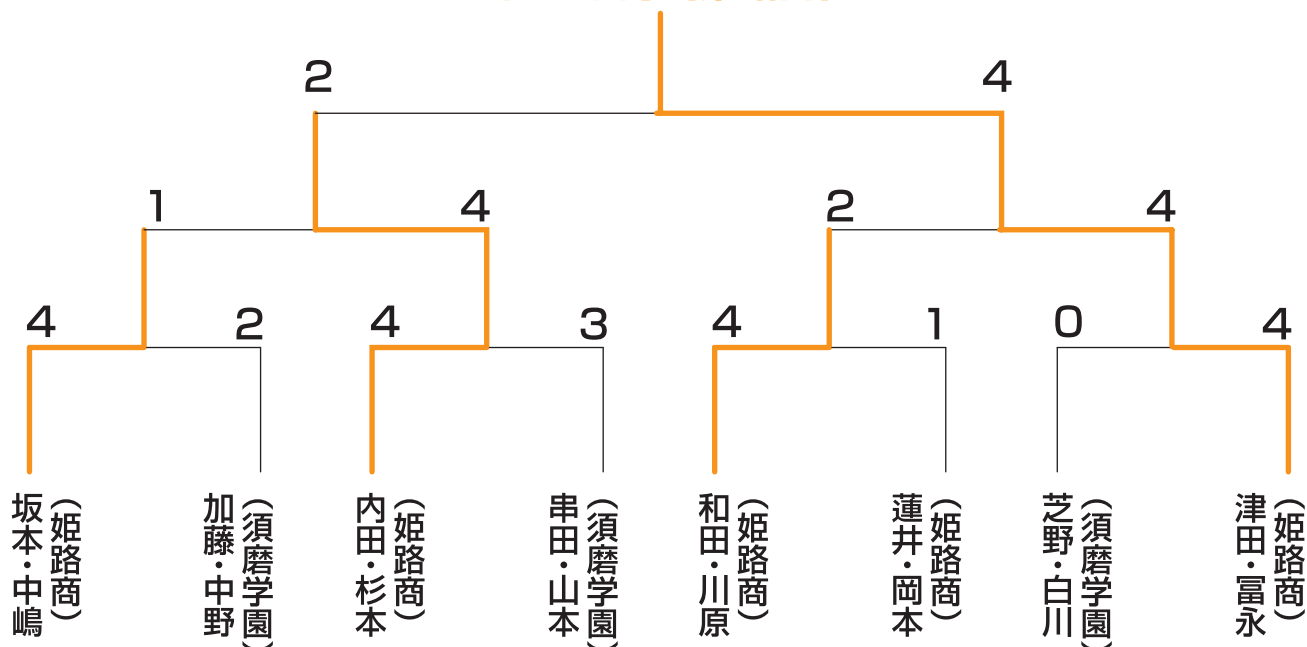 2 4
1 4 2 4
4 2 4 3 4 1 0 4
坂本・中嶋
(姫路商)
加藤・中野
(須磨学園)
内田・杉本
(姫路商)
串田・山本
(須磨学園)
和田・川原
(姫路商)
蓮井・岡本
(姫路商)
芝野・白川
(須磨学園)
津田・冨永
(姫路商)